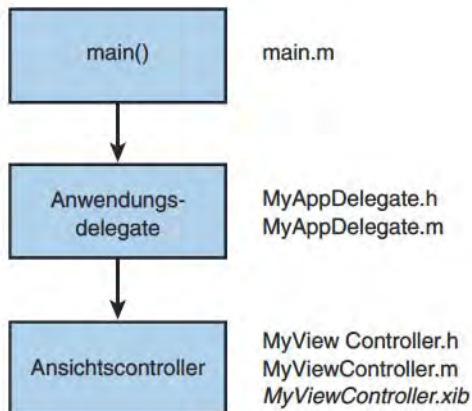 main()
main.m
Anwendungs-
delegate
MyAppDelegate.h
MyAppDelegate.m
Ansichtscontroller
MyView Controller.h
MyViewController.m
MyViewController.xib